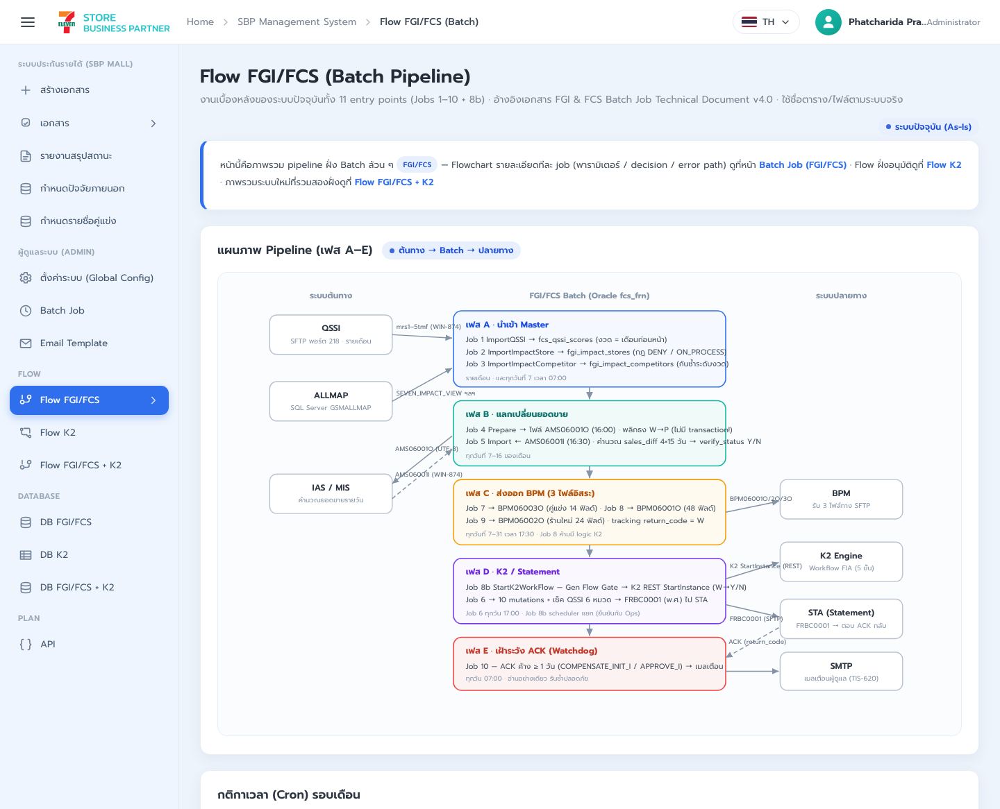 7 ELEVEN STORE BUSINESS PARTNER
Home > SBP Management System > Flow FGI/FCS (Batch)
TH
Phatcharida Pra... Administrator
ระบบประกันรายได้ (SBP MALL)
สร้างเอกสาร
เอกสาร
รายงานสรุปสถานะ
กำหนดปัจจัยภายนอก
กำหนดรายชื่อคู่แข่ง
ผู้ดูแลระบบ (ADMIN)
ตั้งค่าระบบ (Global Config)
Batch Job
Email Template
FLOW
Flow FGI/FCS
Flow K2
Flow FGI/FCS + K2
DATABASE
DB FGI/FCS
DB K2
DB FGI/FCS + K2
PLAN
API
Flow FGI/FCS (Batch Pipeline)
งานเบื้องหลังของระบบปัจจุบันทั้ง 11 entry points (Jobs 1–10 + 8b) · อ้างอิงเอกสาร FGI & FCS Batch Job Technical Document v4.0 · ใช้ชื่อตาราง/ไฟล์ตามระบบจริง
ระบบปัจจุบัน (As-Is)
หน้านี้คือภาพรวม pipeline ฝั่ง Batch ล้วน ๆ FGI/FCS — Flowchart รายละเอียดทีละ job (พารามิเตอร์ / decision / error path) ดูที่หน้า Batch Job (FGI/FCS) · Flow ฝั่งอนุมัติดูที่ Flow K2
· ภาพรวมระบบใหม่ที่รวมสองฝั่งดูที่ Flow FGI/FCS + K2
แผนภาพ Pipeline (เฟส A–E)
ต้นทาง → Batch → ปลายทาง
ระบบต้นทาง
FGI/FCS Batch (Oracle fcs_frn)
ระบบปลายทาง
QSSI
SFTP พอร์ต 218 · รายเดือน
mrs1–5tmf (WIN-874)
ALLMAP
SQL Server GSMALLMAP
SEVEN_IMPACT_VIEW ฯลฯ
IAS / MIS
คำนวณยอดขายรายวัน
AMS06001O (UTF-8)
AMS06001I (WIN-874)
เฟส A · นำเข้า Master
Job 1 ImportQSSI → fcs_qssi_scores (งวด = เดือนก่อนหน้า)
Job 2 ImportImpactStore → fgi_impact_stores (กฎ DENY / ON_PROCESS)
Job 3 ImportImpactCompetitor → fgi_impact_competitors (กันซ้ำระดับงวด)
รายเดือน · และทุกวันที่ 7 เวลา 07:00
เฟส B · แลกเปลี่ยนยอดขาย
Job 4 Prepare → ไฟล์ AMS06001O (16:00) · พลิกธง W→P (ไม่มี transaction!)
Job 5 Import ← AMS06001I (16:30) · คำนวณ sales_diff 4×15 วัน → verify_status Y/N
ทุกวันที่ 7–16 ของเดือน
เฟส C · ส่งออก BPM (3 ไฟล์อิสระ)
Job 7 → BPM06003O (คู่แข่ง 14 ฟิลด์) · Job 8 → BPM06001O (48 ฟิลด์)
Job 9 → BPM06002O (ร้านใหม่ 24 ฟิลด์) · tracking return_code = W
ทุกวันที่ 7–31 เวลา 17:30 · Job 8 ห้ามมี logic K2
เฟส D · K2 / Statement
Job 8b StartK2WorkFlow — Gen Flow Gate → K2 REST StartInstance (W→Y/N)
Job 6 → 10 mutations + เช็ค QSSI 6 หมวด → FRBC0001 (พ.ศ.) ไป STA
Job 6 ทุกวัน 17:00 · Job 8b scheduler แยก (ยืนยันกับ Ops)
เฟส E · เฝ้าระวัง ACK (Watchdog)
Job 10 — ACK ค้าง ≥ 1 วัน (COMPENSATE_INIT_I / APPROVE_I) → เมลเตือน
ทุกวัน 07:00 · อ่านอย่างเดียว รันซ้ำปลอดภัย
BPM06001O/2O/3O
BPM
รับ 3 ไฟล์ทาง SFTP
K2 StartInstance (REST)
K2 Engine
Workflow FIA (5 ขั้น)
FRBC0001 (SFTP)
STA (Statement)
FRBC0001 → ตอบ ACK กลับ
ACK (return_code)
SMTP
เมลเตือนผู้ดูแล (TIS-620)
กติกาเวลา (Cron) รอบเดือน